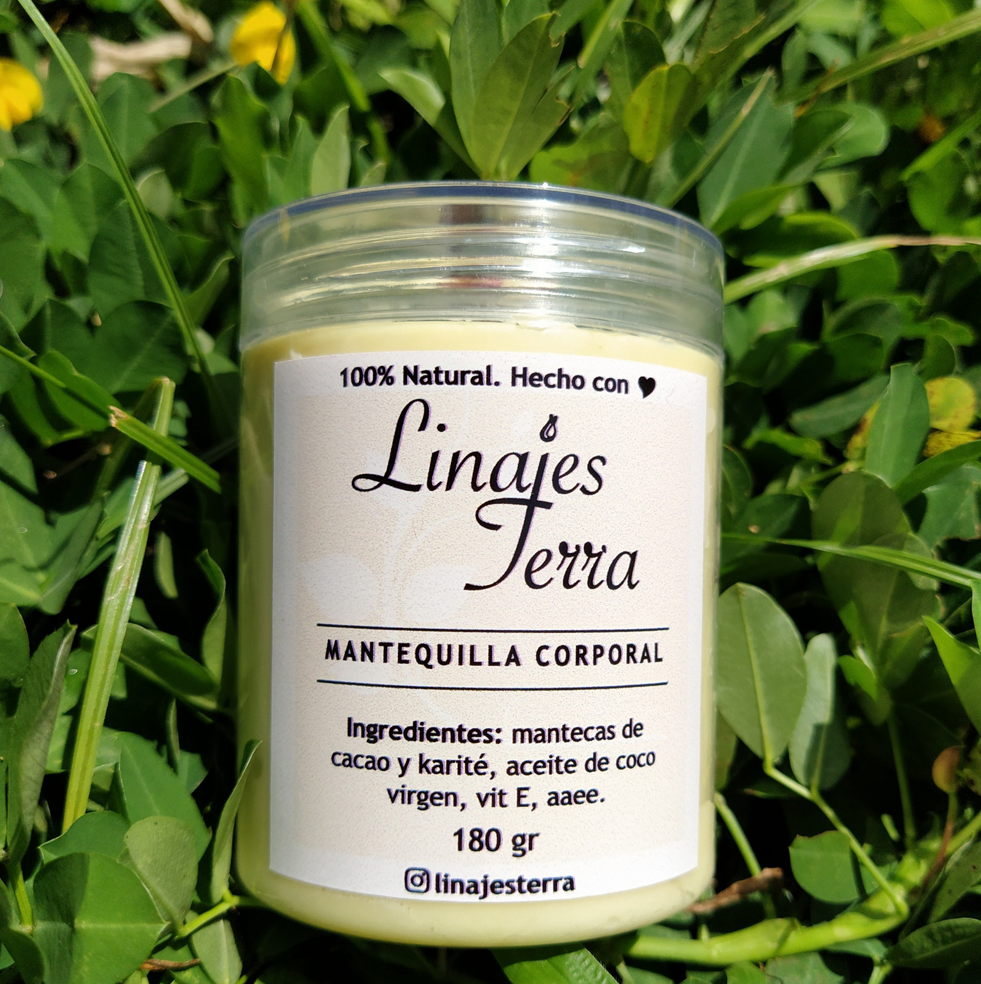 100% Natural. Hecho con ♥
Linajes
Terra
MANTEQUILLA CORPORAL
Ingredientes: mantecas de
cacao y karité, aceite de coco
virgen, vit E, aaee.
180 gr
linajesterra